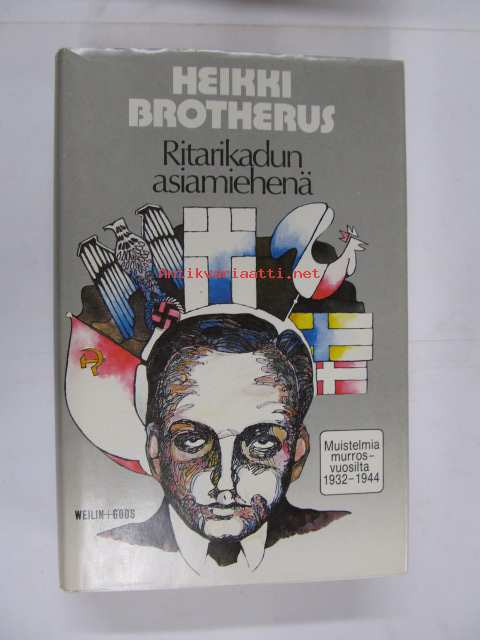 HEIKKI
BROTHERUS
Ritarikadun
asiamiehenä
Antikvariaatti.net
Muistelmia
murros-
vuosilta
1932-1944
WEILIN+GÖÖS